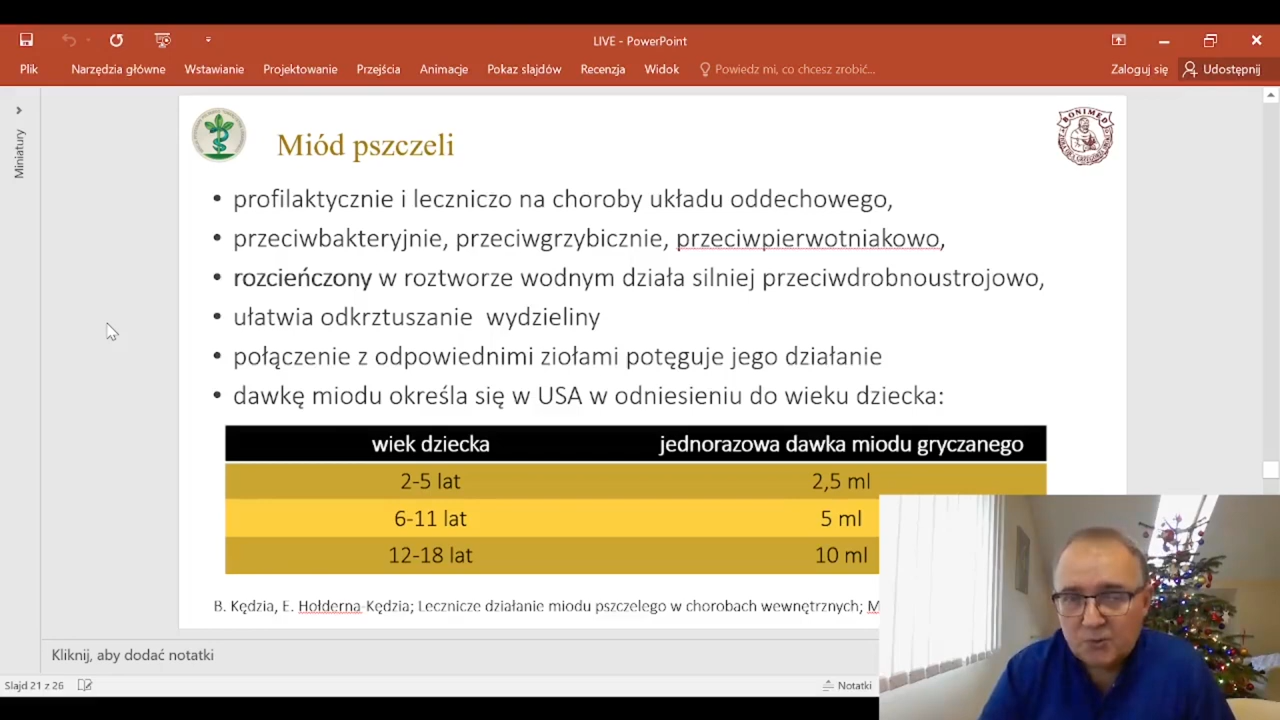 LIVE - PowerPoint
Plik Narzędzia główne Wstawianie Projektowanie Przejścia Animacje Pokaz slajdów Recenzja Widok Powiedz mi, co chcesz zrobić... Zaloguj się Udostępnij
Miniatury
BONIMED
Miód pszczeli
• profilaktycznie i leczniczo na choroby układu oddechowego,
• przeciwbakteryjnie, przeciwgrzybicznie, przeciwpierwotniakowo,
• rozcieńczony w roztworze wodnym działa silniej przeciwdrobnoustrojowo,
• ułatwia odkrztuszanie wydzieliny
• połączenie z odpowiednimi ziołami potęguje jego działanie
• dawkę miodu określa się w USA w odniesieniu do wieku dziecka:
wiek dziecka jednorazowa dawka miodu gryczanego
2-5 lat 2,5 ml
6-11 lat 5 ml
12-18 lat 10 ml
B. Kędzia, E. Hołderna-Kędzia; Lecznicze działanie miodu pszczelego w chorobach wewnętrznych; M
Kliknij, aby dodać notatki
Slajd 21 z 26 Notatki